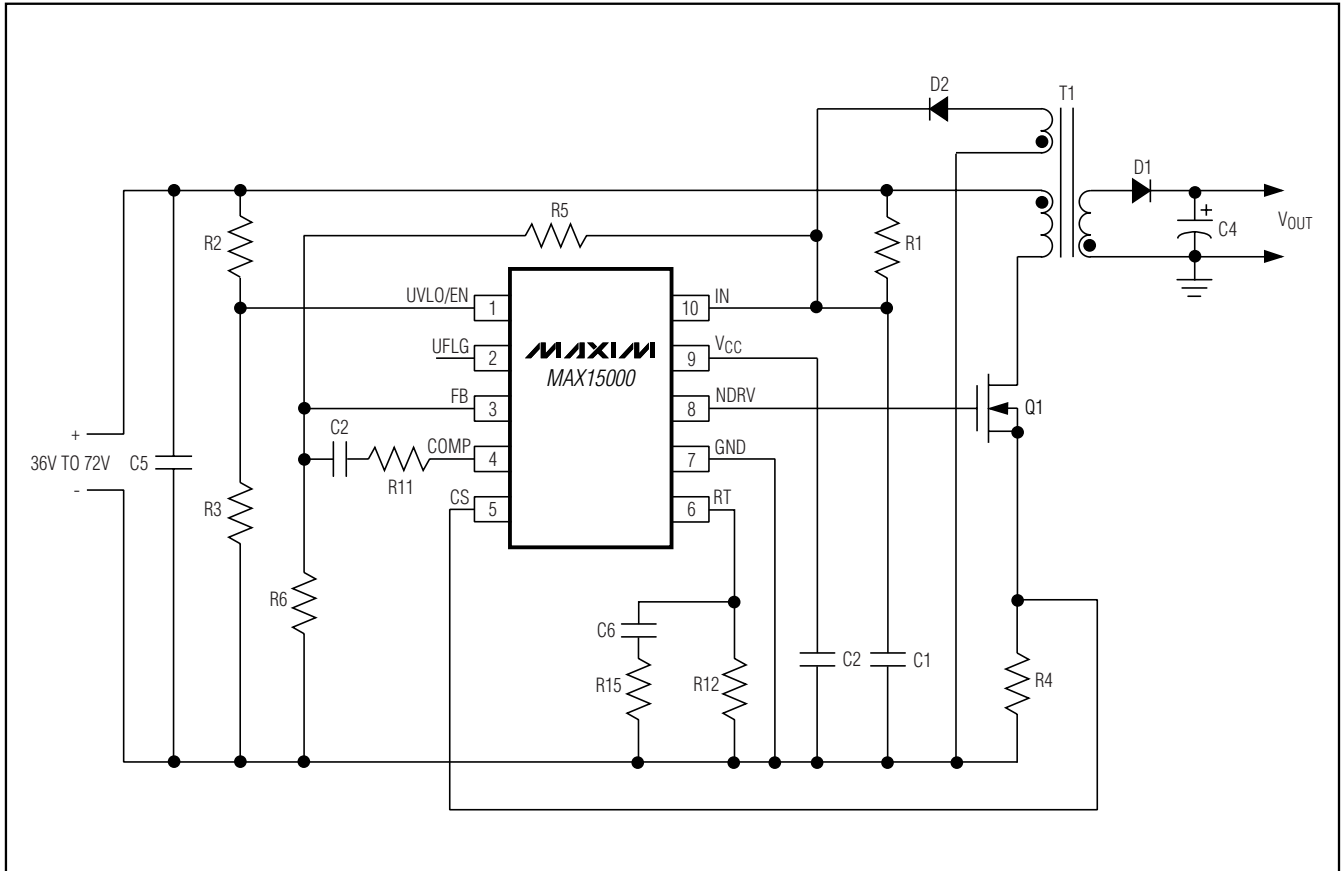 D2
T1
D1
R5
R2
R1
+
C4
VOUT
UVLO/EN
1
10
IN
UFLG
2
MAXIM
9
VCC
MAX15000
FB
3
8
NDRV
Q1
C2
COMP
4
7
GND
+
36V TO 72V
-
C5
R11
CS
5
6
RT
R3
R6
C6
C2
C1
R15
R12
R4